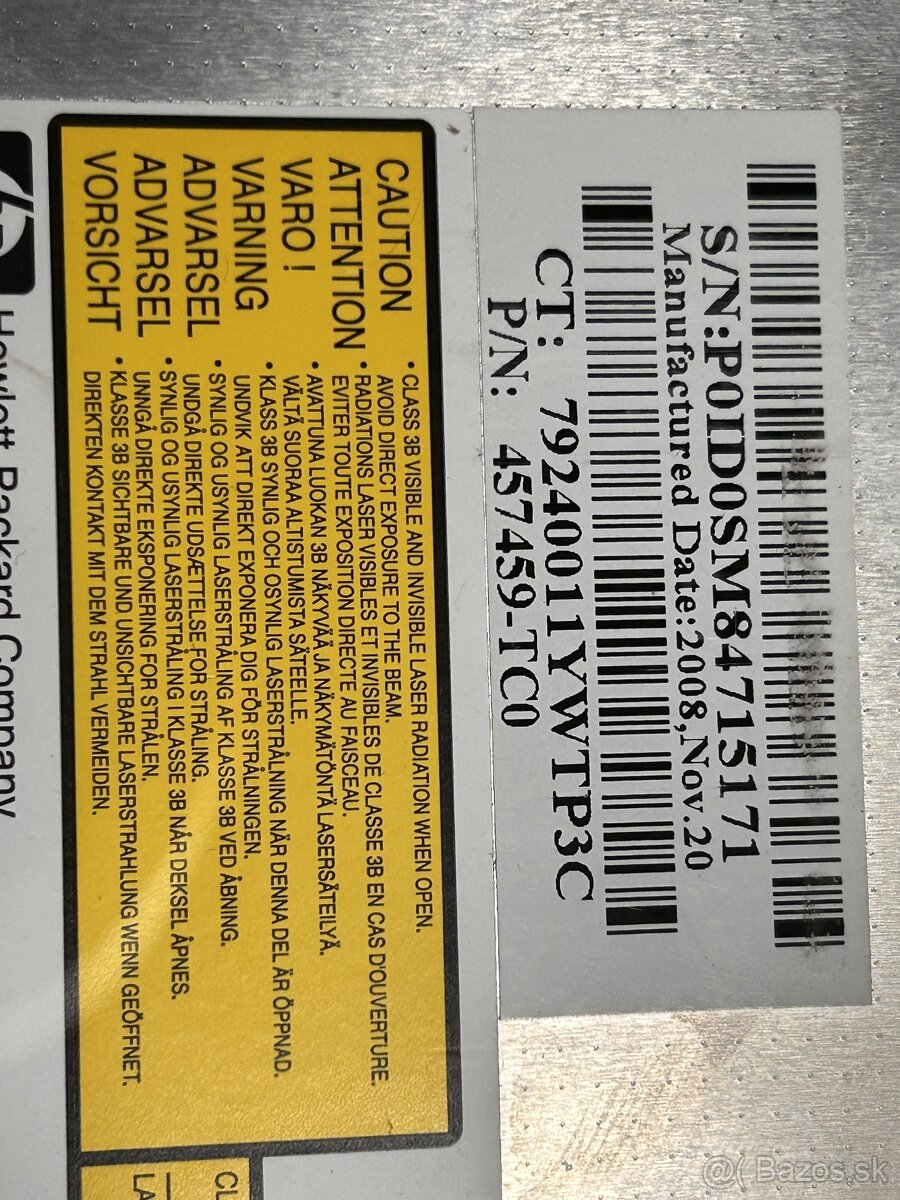 S/N:P0ID0SM84715171
Manufactured Date:2008,Nov.20
CT: 79240011YWTP3C
P/N: 457459-TC0
CAUTION
• CLASS 3B VISIBLE AND INVISIBLE LASER RADIATION WHEN OPEN.
AVOID DIRECT EXPOSURE TO THE BEAM.
ATTENTION
• RADIATIONS LASER VISIBLES ET INVISIBLES DE CLASSE 3B EN CAS D'OUVERTURE.
EVITER TOUTE EXPOSITION DIRECTE AU FAISCEAU.
VARO !
• AVATTUNA LUOKAN 3B NÄKYVÄÄ JA NÄKYMÄTÖNTÄ LASERSÄTEILYÄ.
VÄLTÄ SUORAA ALTISTUMISTA SÄTEELLE.
VARNING
• KLASS 3B SYNLIG OCH OSYNLIG LASERSTRÅLNING NÄR DENNA DEL ÄR ÖPPNAD.
UNDVIK ATT DIREKT EXPONERA DIG FÖR STRÅLNINGEN.
ADVARSEL
• SYNLIG OG USYNLIG LASERSTRÅLING AF KLASSE 3B VED ÅBNING.
UNDGÅ DIREKTE UDSÆTTELSE FOR STRÅLING.
ADVARSEL
• SYNLIG OG USYNLIG LASERSTRÅLING I KLASSE 3B NÅR DEKSEL ÅPNES.
UNNGÅ DIREKTE EKSPONERING FOR STRÅLEN.
VORSICHT
• KLASSE 3B SICHTBARE UND UNSICHTBARE LASERSTRAHLUNG WENN GEÖFFNET.
DIREKTEN KONTAKT MIT DEM STRAHL VERMEIDEN.
Hewlett Packard Company
CL
LA
@( Bazos.sk